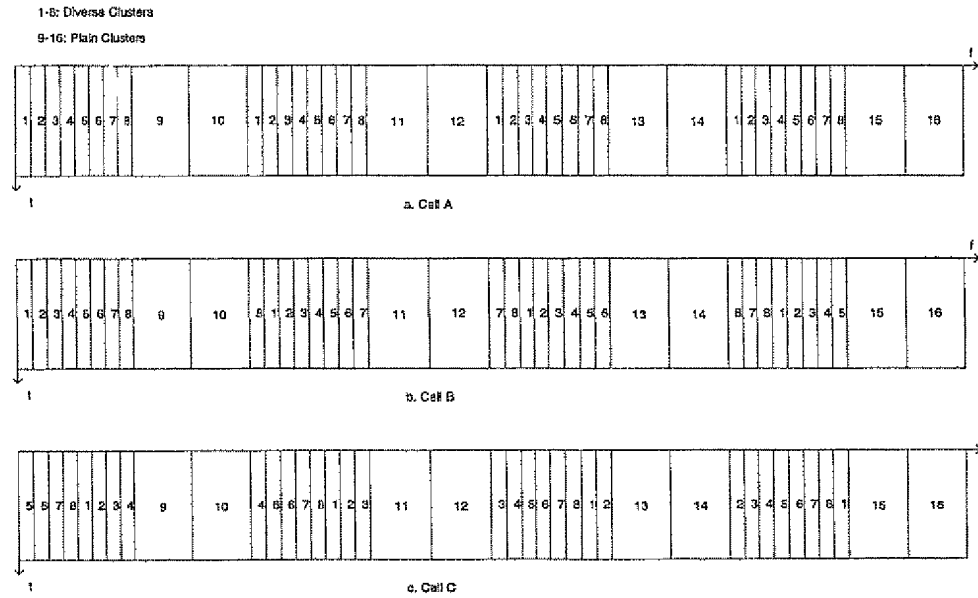 1-8: Diverse Clusters
9-16: Plain Clusters
f
1 2 3 4 5 6 7 8 9 10 1 2 3 4 5 6 7 8 11 12 1 2 3 4 5 6 7 8 13 14 1 2 3 4 5 6 7 8 15 16
t
a. Cell A
f
1 2 3 4 5 6 7 8 9 10 8 1 2 3 4 5 6 7 11 12 7 8 1 2 3 4 5 6 13 14 6 7 8 1 2 3 4 5 15 16
t
b. Cell B
f
5 6 7 8 1 2 3 4 9 10 4 5 6 7 8 1 2 3 11 12 3 4 5 6 7 8 1 2 13 14 2 3 4 5 6 7 8 1 15 16
t
c. Cell C